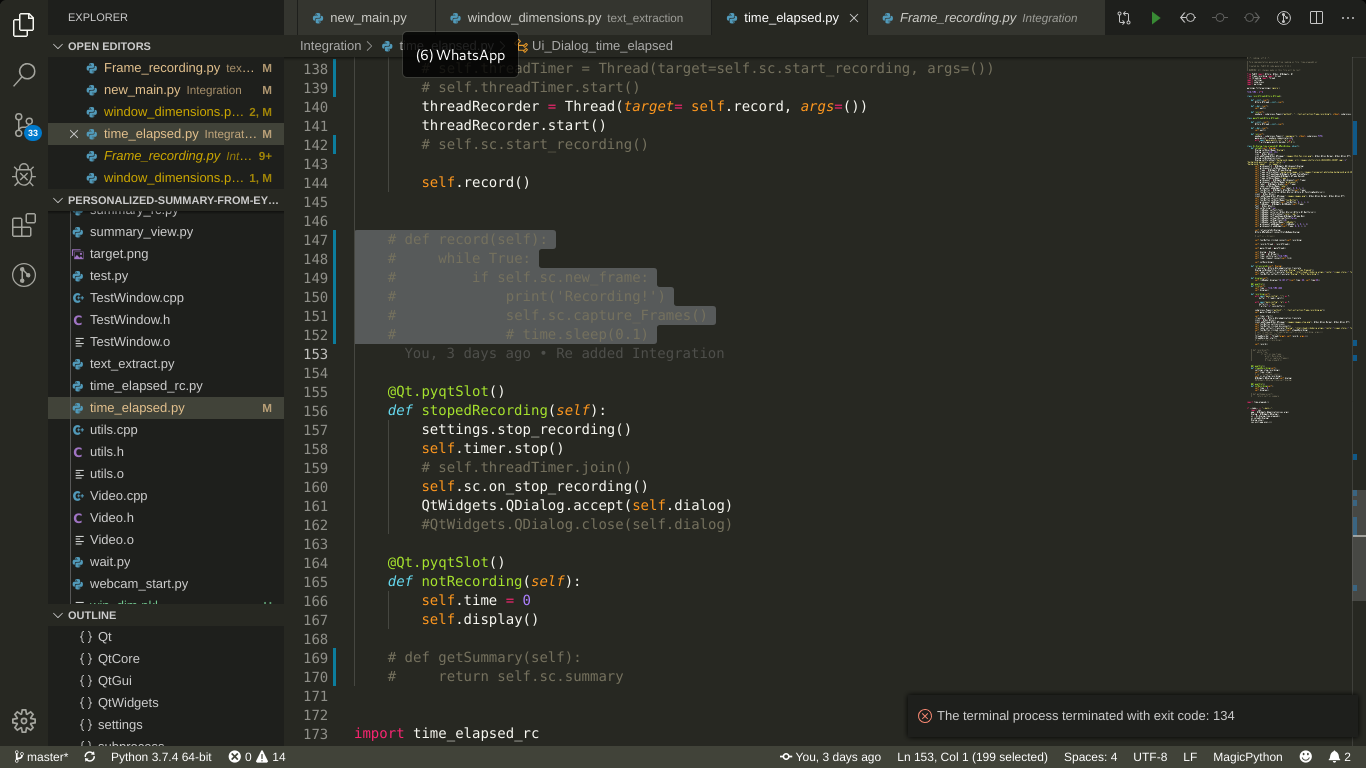 EXPLORER
new_main.py
window_dimensions.py text_extraction
time_elapsed.py
Frame_recording.py Integration
OPEN EDITORS
Integration
Ui_Dialog_time_elapsed
(6) WhatsApp
Frame_recording.py tex... M
new_main.py Integration M
window_dimensions.p... 2, M
time_elapsed.py Integrat... M
Frame_recording.py Int... 9+
window_dimensions.p... 1, M
33
PERSONALIZED-SUMMARY-FROM-EY...
summary_rc.py
summary_view.py
target.png
test.py
TestWindow.cpp
TestWindow.h
TestWindow.o
text_extract.py
time_elapsed_rc.py
time_elapsed.py M
utils.cpp
utils.h
utils.o
Video.cpp
Video.h
Video.o
wait.py
webcam_start.py
OUTLINE
{ } Qt
{ } QtCore
{ } QtGui
{ } QtWidgets
{ } settings
{ } subprocess
138 # self.threadTimer = Thread(target=self.sc.start_recording, args=())
139 # self.threadTimer.start()
140 threadRecorder = Thread(target= self.record, args=())
141 threadRecorder.start()
142 # self.sc.start_recording()
143
144 self.record()
145
146
147 # def record(self):
148 #     while True:
149 #         if self.sc.new_frame:
150 #             print('Recording!')
151 #             self.sc.capture_Frames()
152 #             # time.sleep(0.1)
153 You, 3 days ago • Re added Integration
154
155 @Qt.pyqtSlot()
156 def stopedRecording(self):
157 settings.stop_recording()
158 self.timer.stop()
159 # self.threadTimer.join()
160 self.sc.on_stop_recording()
161 QtWidgets.QDialog.accept(self.dialog)
162 #QtWidgets.QDialog.close(self.dialog)
163
164 @Qt.pyqtSlot()
165 def notRecording(self):
166 self.time = 0
167 self.display()
168
169 # def getSummary(self):
170 #     return self.sc.summary
171
172
173 import time_elapsed_rc
The terminal process terminated with exit code: 134
master*
Python 3.7.4 64-bit
0
14
You, 3 days ago
Ln 153, Col 1 (199 selected)
Spaces: 4
UTF-8
LF
MagicPython
2